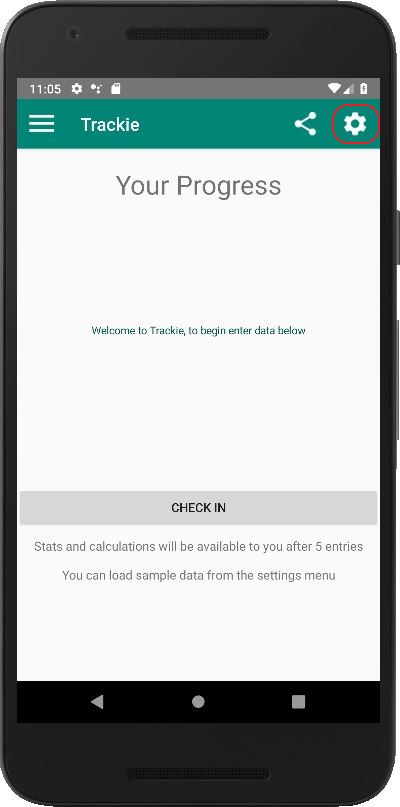 11:05
Trackie
Your Progress
Welcome to Trackie, to begin enter data below
CHECK IN
Stats and calculations will be available to you after 5 entries
You can load sample data from the settings menu